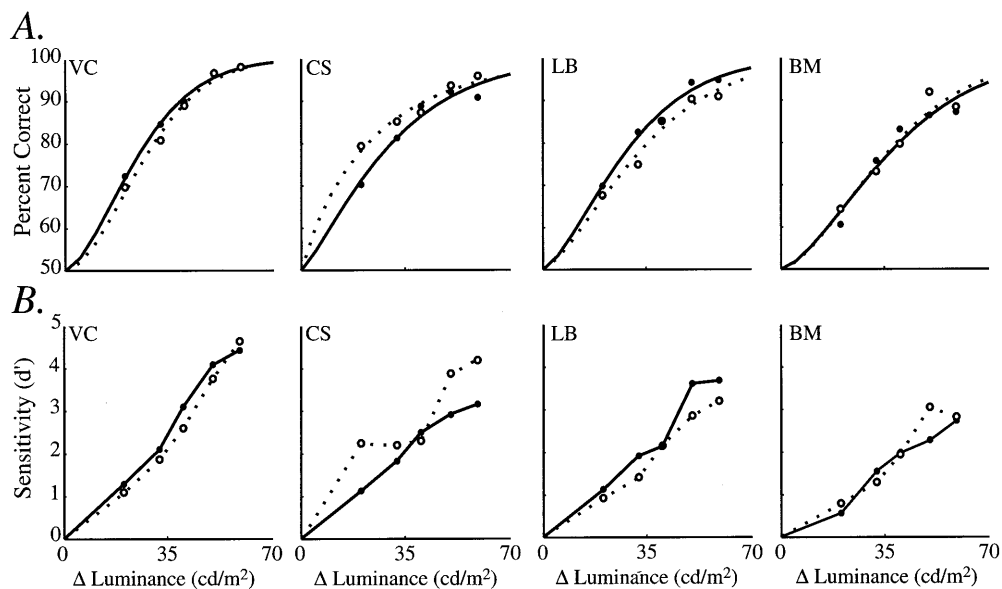 A.
VC CS LB BM
100
90
80
70
60
50
Percent Correct
B.
VC CS LB BM
5
4
3
2
1
0
Sensitivity (d')
0 35 70 0 35 70 0 35 70 0 35 70
Δ Luminance (cd/m²) Δ Luminance (cd/m²) Δ Luminance (cd/m²) Δ Luminance (cd/m²)